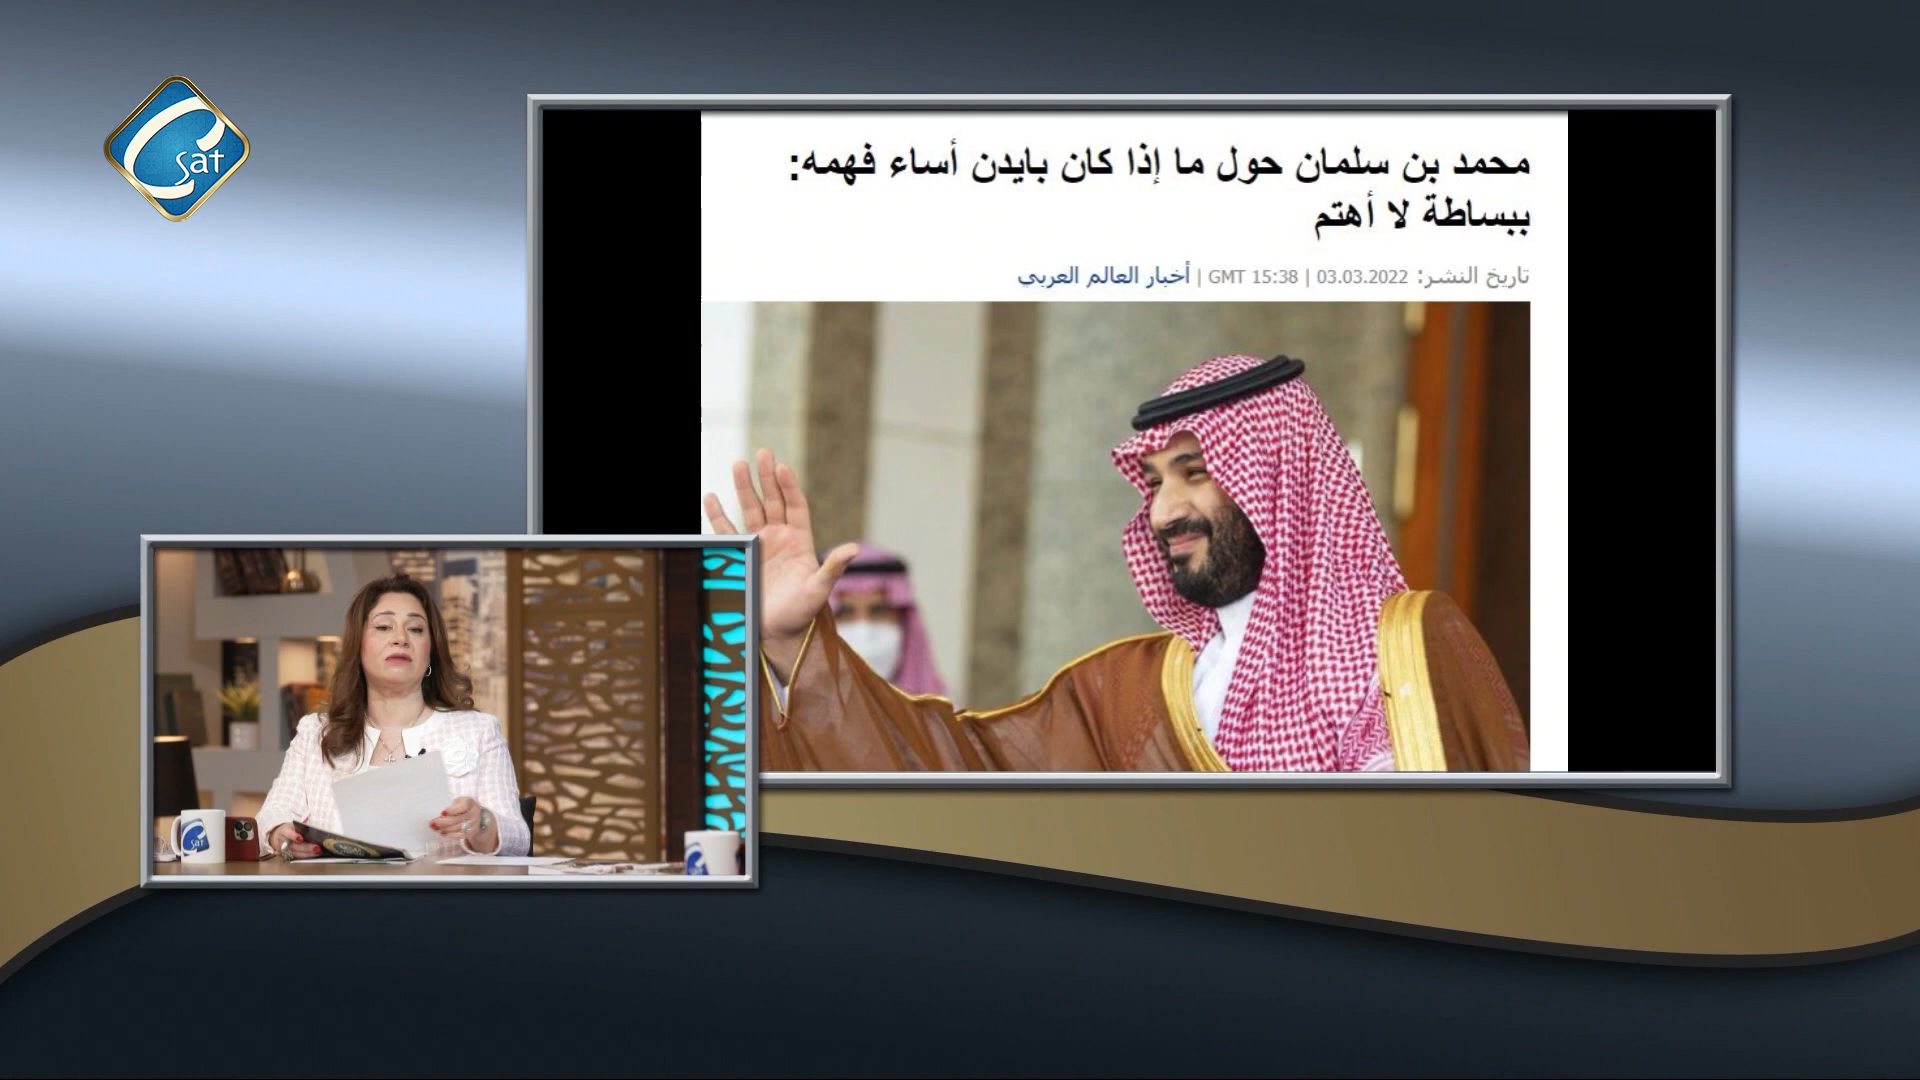 C sat
محمد بن سلمان حول ما إذا كان بايدن أساء فهمه:
ببساطة لا أهتم
تاريخ النشر: 03.03.2022 | 15:38 GMT | أخبار العالم العربي
sat